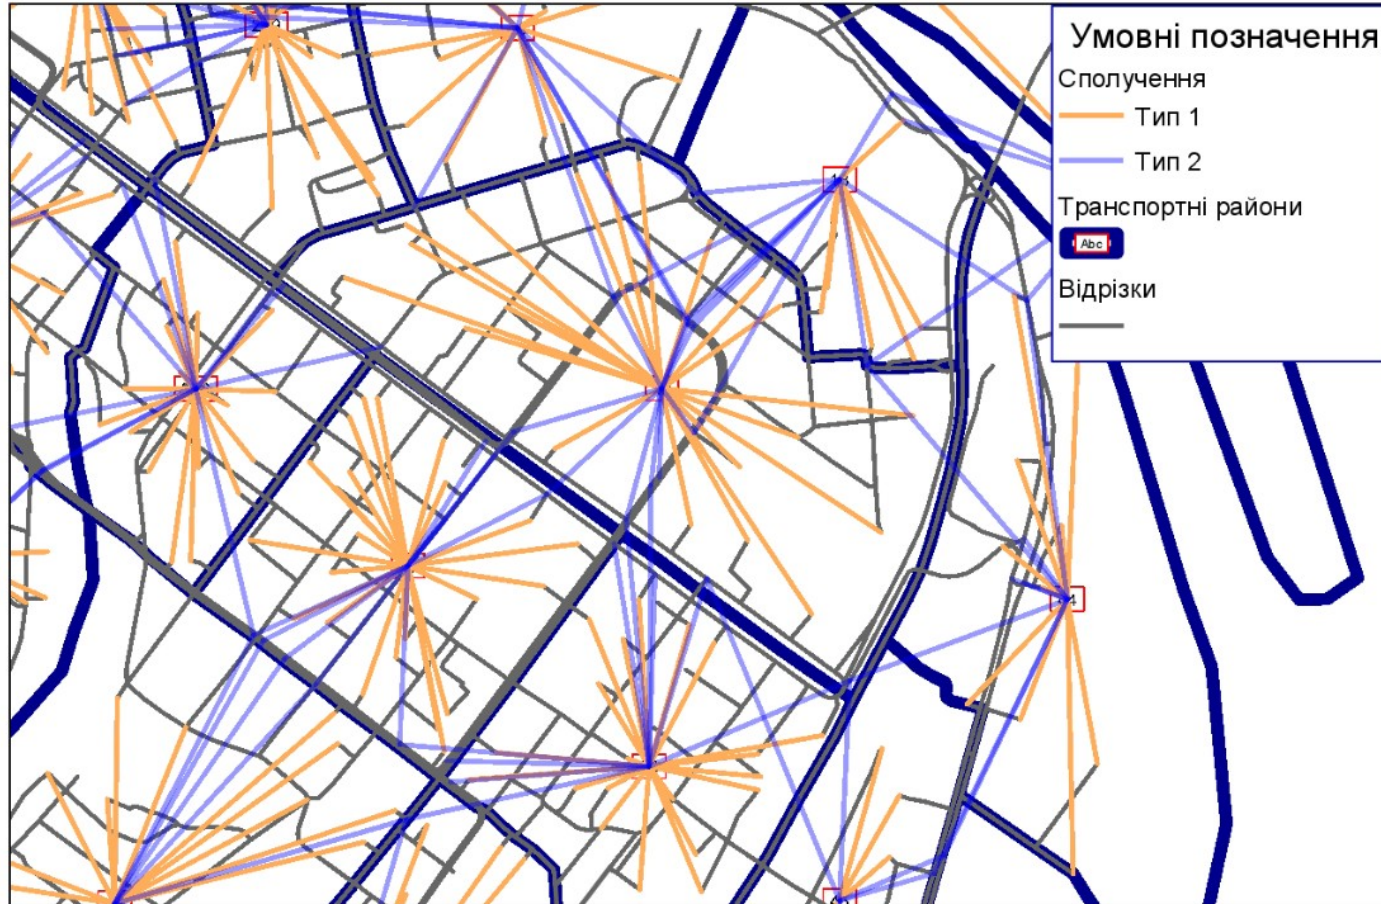 Умовні позначення
Сполучення
Тип 1
Тип 2
Транспортні райони
Abc
Відрізки